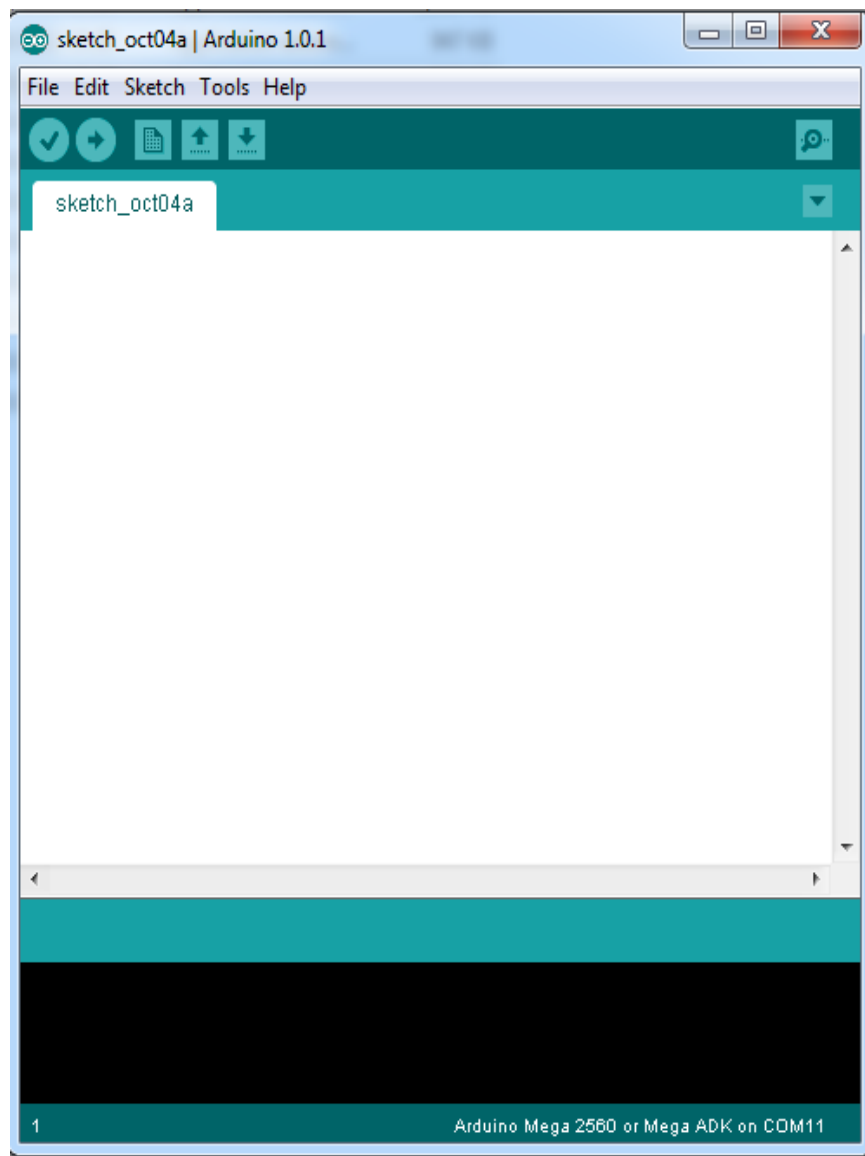 sketch_oct04a | Arduino 1.0.1
File Edit Sketch Tools Help
sketch_oct04a
1 Arduino Mega 2560 or Mega ADK on COM11